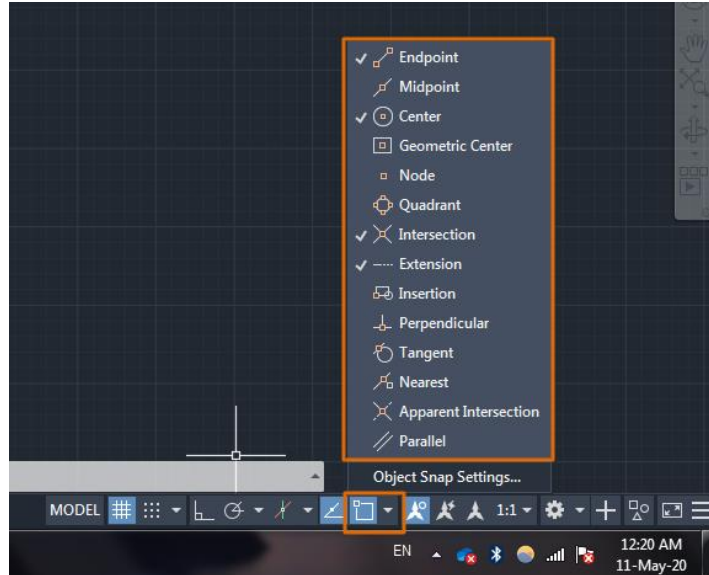 Endpoint
Midpoint
Center
Geometric Center
Node
Quadrant
Intersection
Extension
Insertion
Perpendicular
Tangent
Nearest
Apparent Intersection
Parallel
Object Snap Settings...
MODEL 1:1
EN 12:20 AM
11-May-20